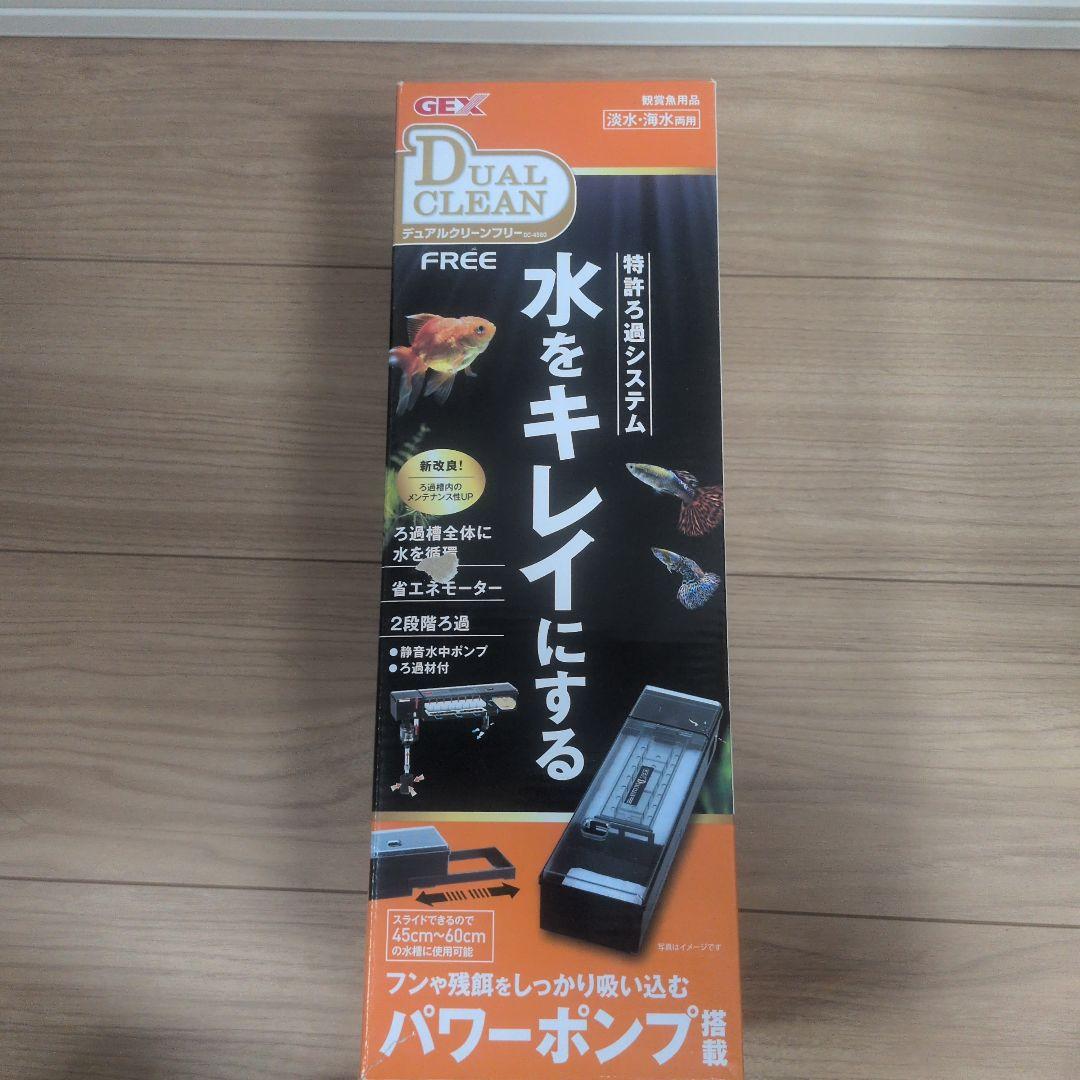 GEX
観賞魚用品
淡水・海水両用
DUAL
CLEAN
デュアルクリーンフリー DC-4560
FREE
特許ろ過システム
水をキレイにする
新改良!
ろ過槽内の
メンテナンス性UP
ろ過槽全体に
水を循環
省エネモーター
2段階ろ過
●静音水中ポンプ
●ろ過材付
スライドできるので
45cm～60cm
の水槽に使用可能
写真はイメージです
フンや残餌をしっかり吸い込む
パワーポンプ搭載